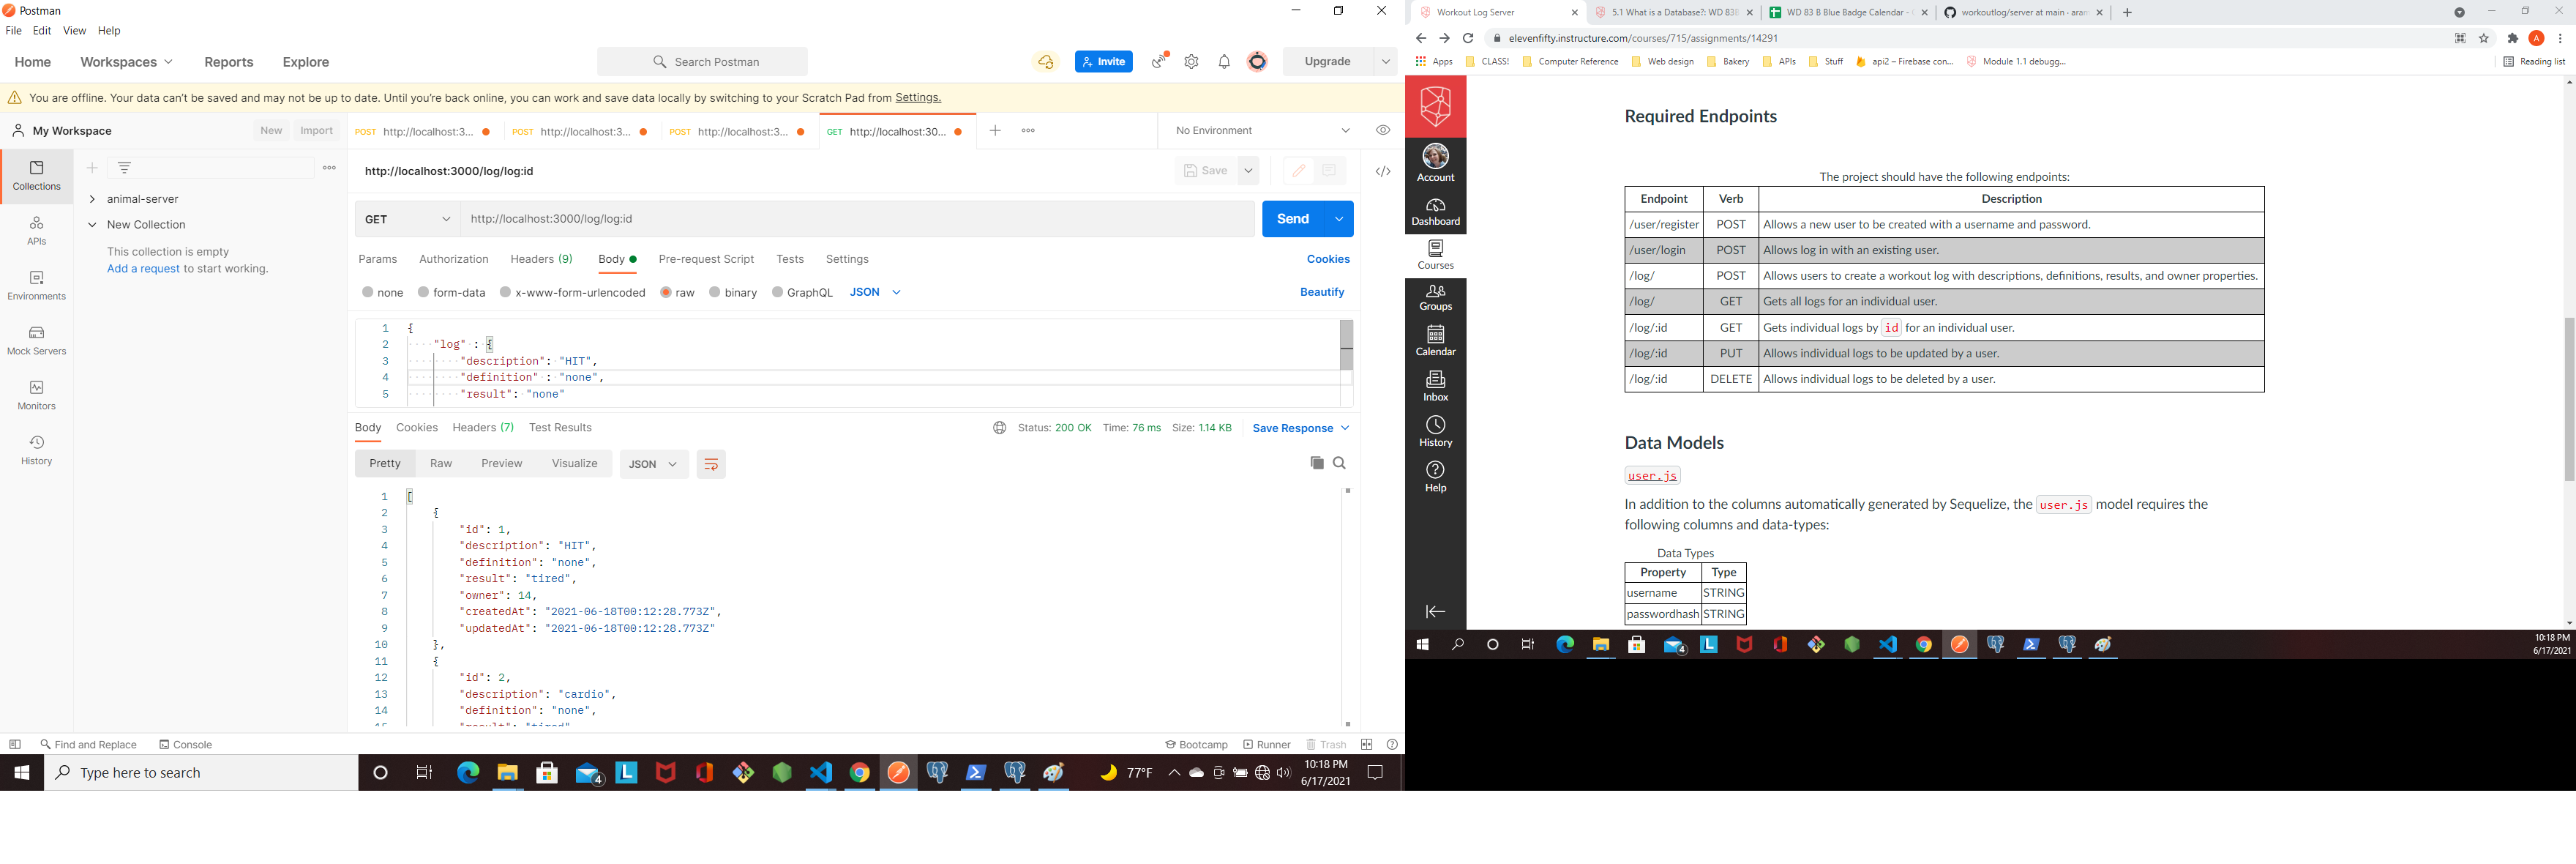 Postman
File Edit View Help
Home Workspaces Reports Explore
Search Postman
Invite
Upgrade
You are offline. Your data can't be saved and may not be up to date. Until you're back online, you can work and save data locally by switching to your Scratch Pad from Settings.
My Workspace
New Import
POST http://localhost:3... POST http://localhost:3... POST http://localhost:3... GET http://localhost:30...
No Environment
Collections
APIs
Environments
Mock Servers
Monitors
History
animal-server
New Collection
This collection is empty
Add a request to start working.
http://localhost:3000/log/log:id
Save
GET http://localhost:3000/log/log:id
Send
Params Authorization Headers (9) Body Pre-request Script Tests Settings
Cookies
none form-data x-www-form-urlencoded raw binary GraphQL JSON
Beautify
1 {
2 "log" : {
3 "description": "HIT",
4 "definition" : "none",
5 "result": "none"
Body Cookies Headers (7) Test Results
Status: 200 OK Time: 76 ms Size: 1.14 KB Save Response
Pretty Raw Preview Visualize JSON
1 [
2 {
3 "id": 1,
4 "description": "HIT",
5 "definition": "none",
6 "result": "tired",
7 "owner": 14,
8 "createdAt": "2021-06-18T00:12:28.773Z",
9 "updatedAt": "2021-06-18T00:12:28.773Z"
10 },
11 {
12 "id": 2,
13 "description": "cardio",
14 "definition": "none",
15 "result": "tired"
Find and Replace Console
Bootcamp Runner Trash
Type here to search
4
L
77°F
10:18 PM
6/17/2021
Workout Log Server
5.1 What is a Database?: WD 83B
WD 83 B Blue Badge Calendar -
workoutlog/server at main · aran
elevenfifty.instructure.com/courses/715/assignments/14291
A
Apps CLASS! Computer Reference Web design Bakery APIs Stuff api2 – Firebase con... Module 1.1 debugg...
Reading list
Account
Dashboard
Courses
Groups
Calendar
Inbox
History
Help
Required Endpoints
The project should have the following endpoints:
Endpoint Verb Description
/user/register POST Allows a new user to be created with a username and password.
/user/login POST Allows log in with an existing user.
/log/ POST Allows users to create a workout log with descriptions, definitions, results, and owner properties.
/log/ GET Gets all logs for an individual user.
/log/:id GET Gets individual logs by id for an individual user.
/log/:id PUT Allows individual logs to be updated by a user.
/log/:id DELETE Allows individual logs to be deleted by a user.
Data Models
user.js
In addition to the columns automatically generated by Sequelize, the user.js model requires the
following columns and data-types:
Data Types
Property Type
username STRING
passwordhash STRING
4
L
10:18 PM
6/17/2021